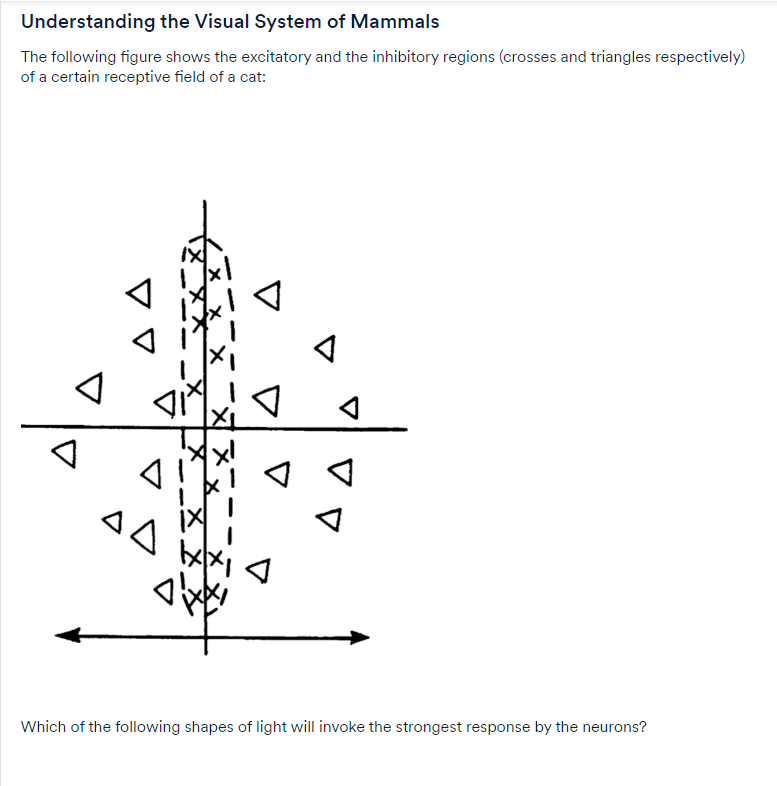 Understanding the Visual System of Mammals
The following figure shows the excitatory and the inhibitory regions (crosses and triangles respectively)
of a certain receptive field of a cat:
Which of the following shapes of light will invoke the strongest response by the neurons?